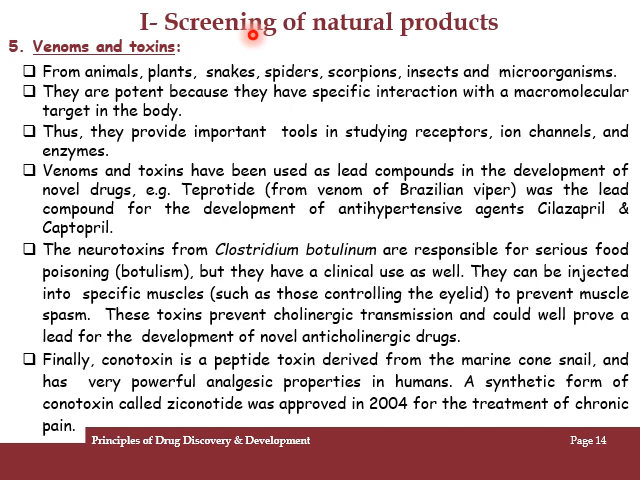 I- Screening of natural products
5. Venoms and toxins:
❑ From animals, plants, snakes, spiders, scorpions, insects and microorganisms.
❑ They are potent because they have specific interaction with a macromolecular
target in the body.
❑ Thus, they provide important tools in studying receptors, ion channels, and
enzymes.
❑ Venoms and toxins have been used as lead compounds in the development of
novel drugs, e.g. Teprotide (from venom of Brazilian viper) was the lead
compound for the development of antihypertensive agents Cilazapril &
Captopril.
❑ The neurotoxins from Clostridium botulinum are responsible for serious food
poisoning (botulism), but they have a clinical use as well. They can be injected
into specific muscles (such as those controlling the eyelid) to prevent muscle
spasm. These toxins prevent cholinergic transmission and could well prove a
lead for the development of novel anticholinergic drugs.
❑ Finally, conotoxin is a peptide toxin derived from the marine cone snail, and
has very powerful analgesic properties in humans. A synthetic form of
conotoxin called ziconotide was approved in 2004 for the treatment of chronic
pain.
Principles of Drug Discovery & Development Page 14